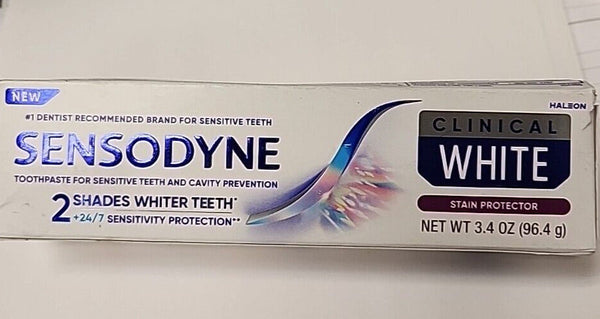 NEW
#1 DENTIST RECOMMENDED BRAND FOR SENSITIVE TEETH
SENSODYNE
TOOTHPASTE FOR SENSITIVE TEETH AND CAVITY PREVENTION
2 SHADES WHITER TEETH*
+24/7 SENSITIVITY PROTECTION**
HALEON
CLINICAL
WHITE
STAIN PROTECTOR
NET WT 3.4 OZ (96.4 g)